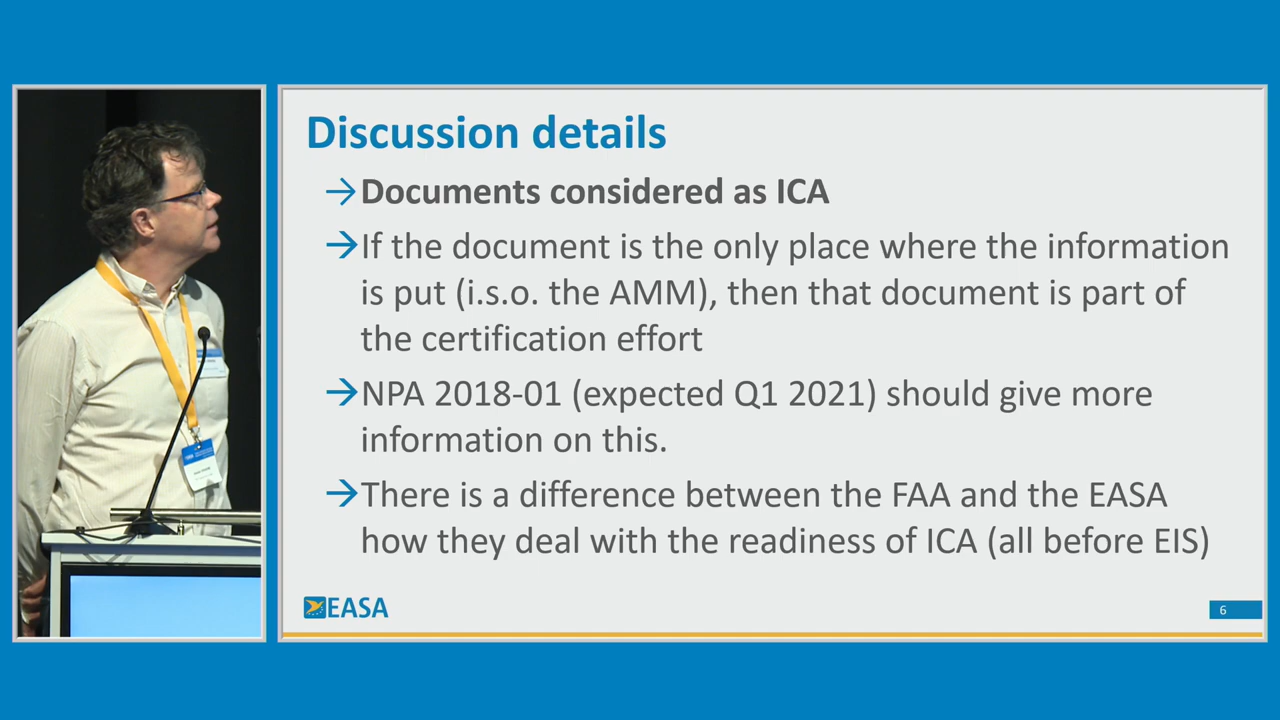 Discussion details
→Documents considered as ICA
→If the document is the only place where the information
is put (i.s.o. the AMM), then that document is part of
the certification effort
→NPA 2018-01 (expected Q1 2021) should give more
information on this.
→There is a difference between the FAA and the EASA
how they deal with the readiness of ICA (all before EIS)
EASA
6